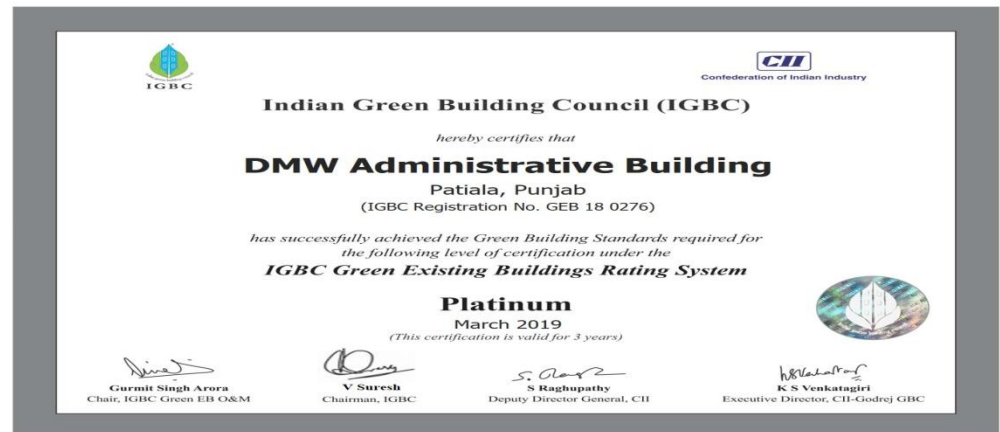 IGBC
CII
Confederation of Indian Industry
Indian Green Building Council (IGBC)
hereby certifies that
DMW Administrative Building
Patiala, Punjab
(IGBC Registration No. GEB 18 0276)
has successfully achieved the Green Building Standards required for
the following level of certification under the
IGBC Green Existing Buildings Rating System
Platinum
March 2019
(This certification is valid for 3 years)
Gurmit Singh Arora
Chair, IGBC Green EB O&M
V Suresh
Chairman, IGBC
S Raghupathy
Deputy Director General, CII
K S Venkatagiri
Executive Director, CII-Godrej GBC